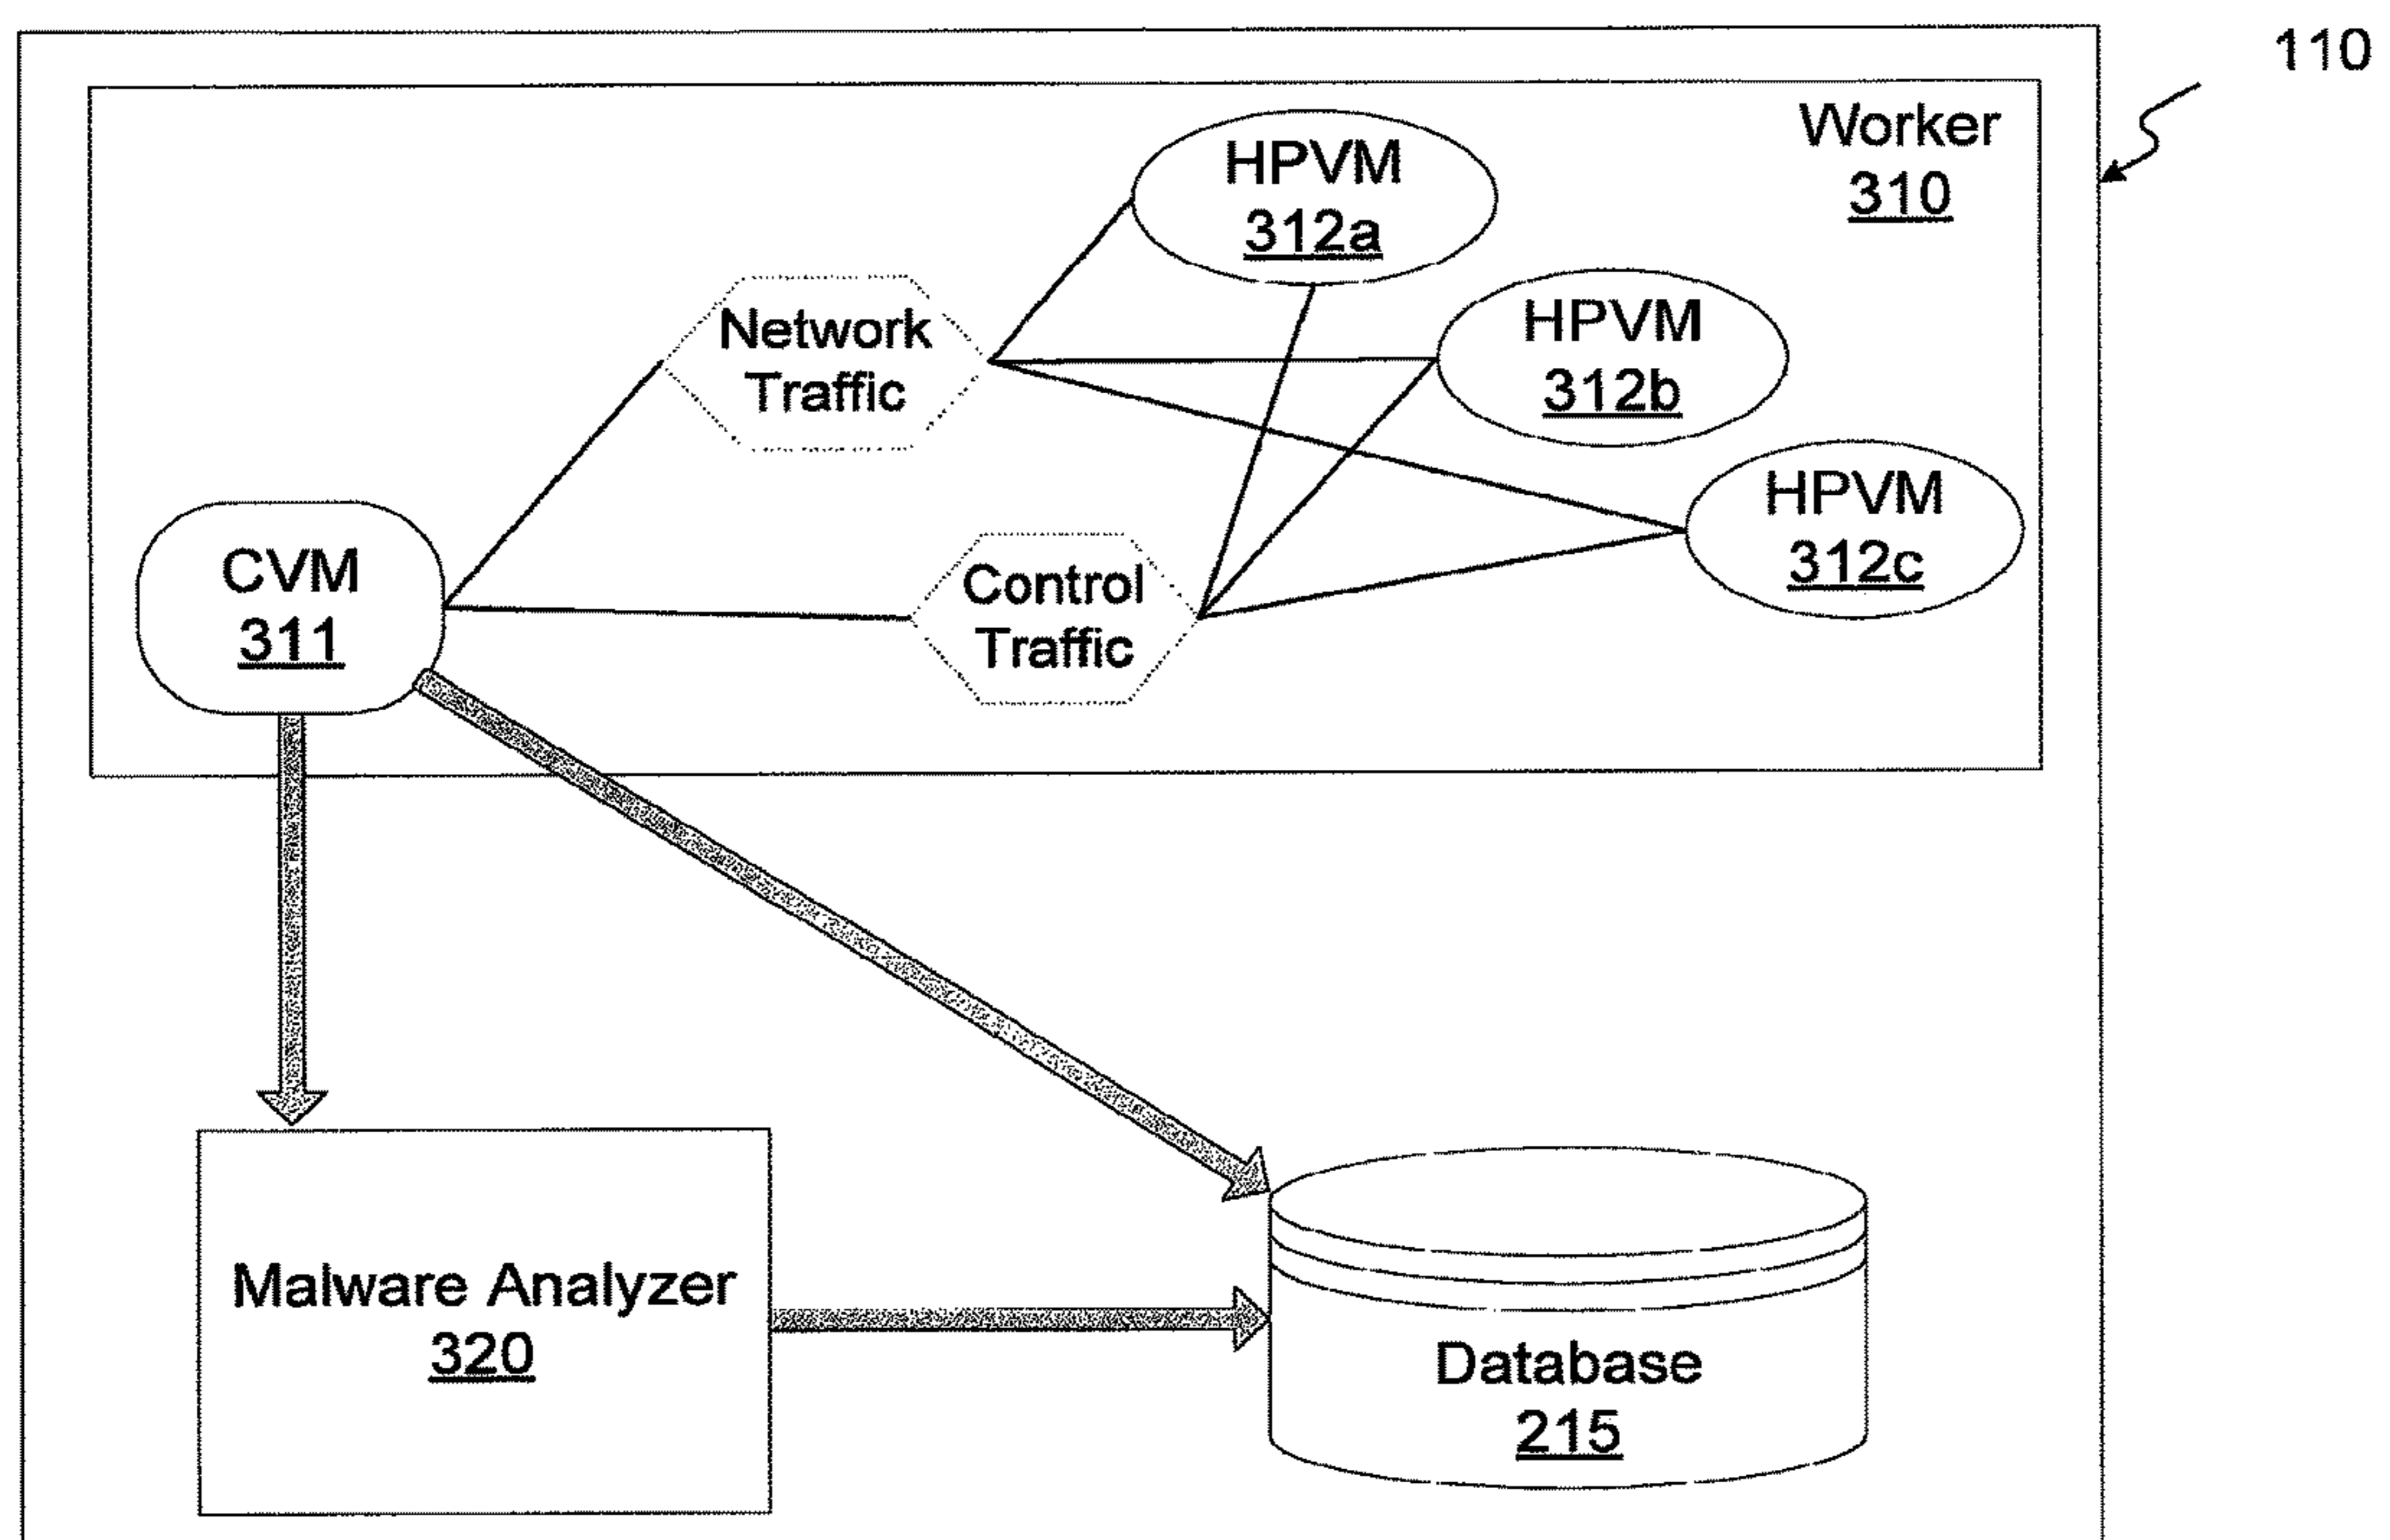 110
Worker
310
HPVM
312a
HPVM
312b
HPVM
312c
Network
Traffic
Control
Traffic
CVM
311
Malware Analyzer
320
Database
215